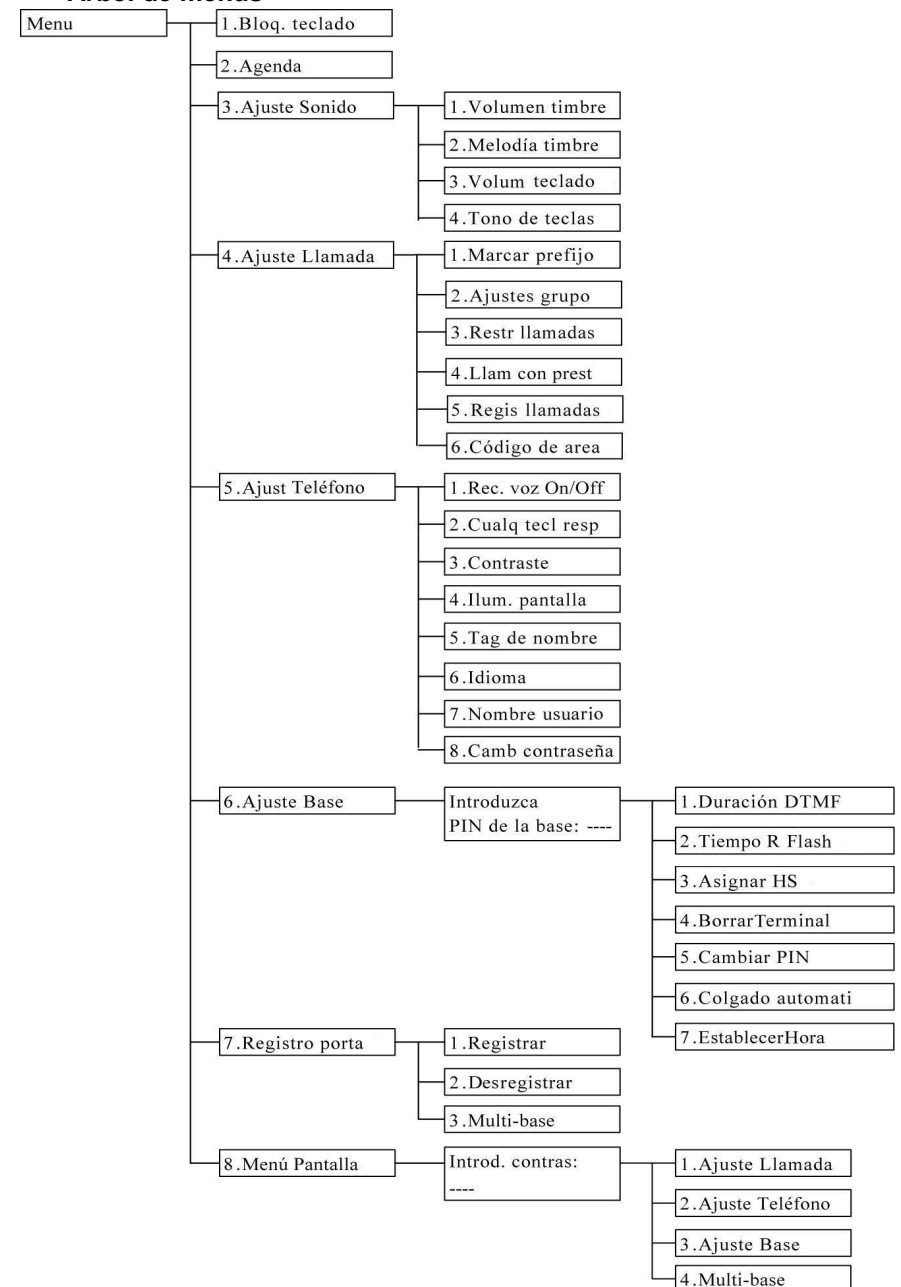 Árbol de menús
Menu
1.Bloq. teclado
2.Agenda
3.Ajuste Sonido
1.Volumen timbre
2.Melodía timbre
3.Volum teclado
4.Tono de teclas
4.Ajuste Llamada
1.Marcar prefijo
2.Ajustes grupo
3.Restr llamadas
4.Llam con prest
5.Regis llamadas
6.Código de area
5.Ajust Teléfono
1.Rec. voz On/Off
2.Cualq tecl resp
3.Contraste
4.Ilum. pantalla
5.Tag de nombre
6.Idioma
7.Nombre usuario
8.Camb contraseña
6.Ajuste Base
Introduzca
PIN de la base: ----
1.Duración DTMF
2.Tiempo R Flash
3.Asignar HS
4.BorrarTerminal
5.Cambiar PIN
6.Colgado automati
7.EstablecerHora
7.Registro porta
1.Registrar
2.Desregistrar
3.Multi-base
8.Menú Pantalla
Introd. contras:
----
1.Ajuste Llamada
2.Ajuste Teléfono
3.Ajuste Base
4.Multi-base